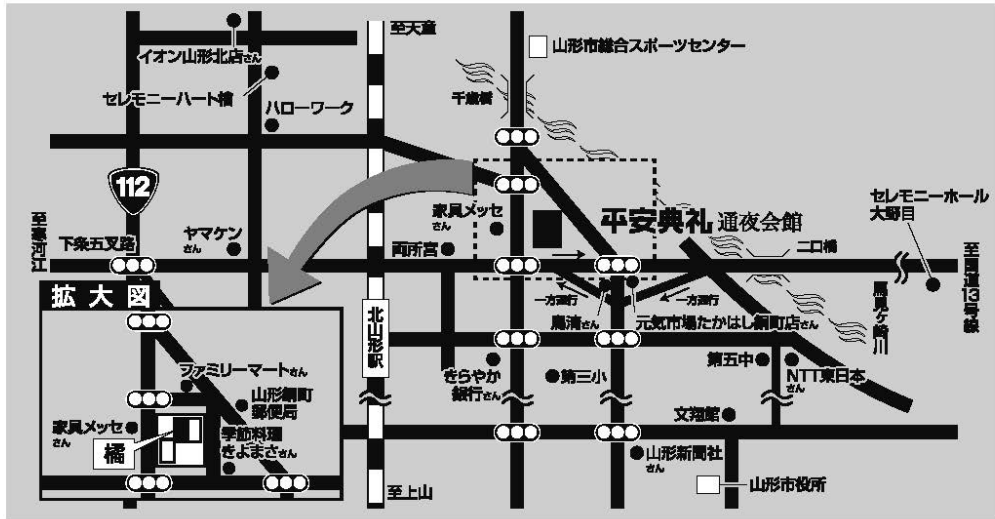 至天童
山形市総合スポーツセンター
イオン山形北店さん
セレモニーハート橘
ハローワーク
千歳橋
112
至寒河江
下条五叉路
ヤマケン
さん
両所宮
家具メッセ
さん
平安典礼 通夜会館
セレモニーホール
大野目
二口橋
至国道13号線
馬見ヶ崎川
一方通行
一方通行
元気市場たかはし銅町店さん
北山形駅
きらやか
銀行さん
第三小
第五中
NTT東日本
さん
文翔館
山形新聞社
さん
山形市役所
至上山
拡大図
ファミリーマートさん
山形銅町
郵便局
家具メッセ
さん
橘
季節料理
きよまさ
さん